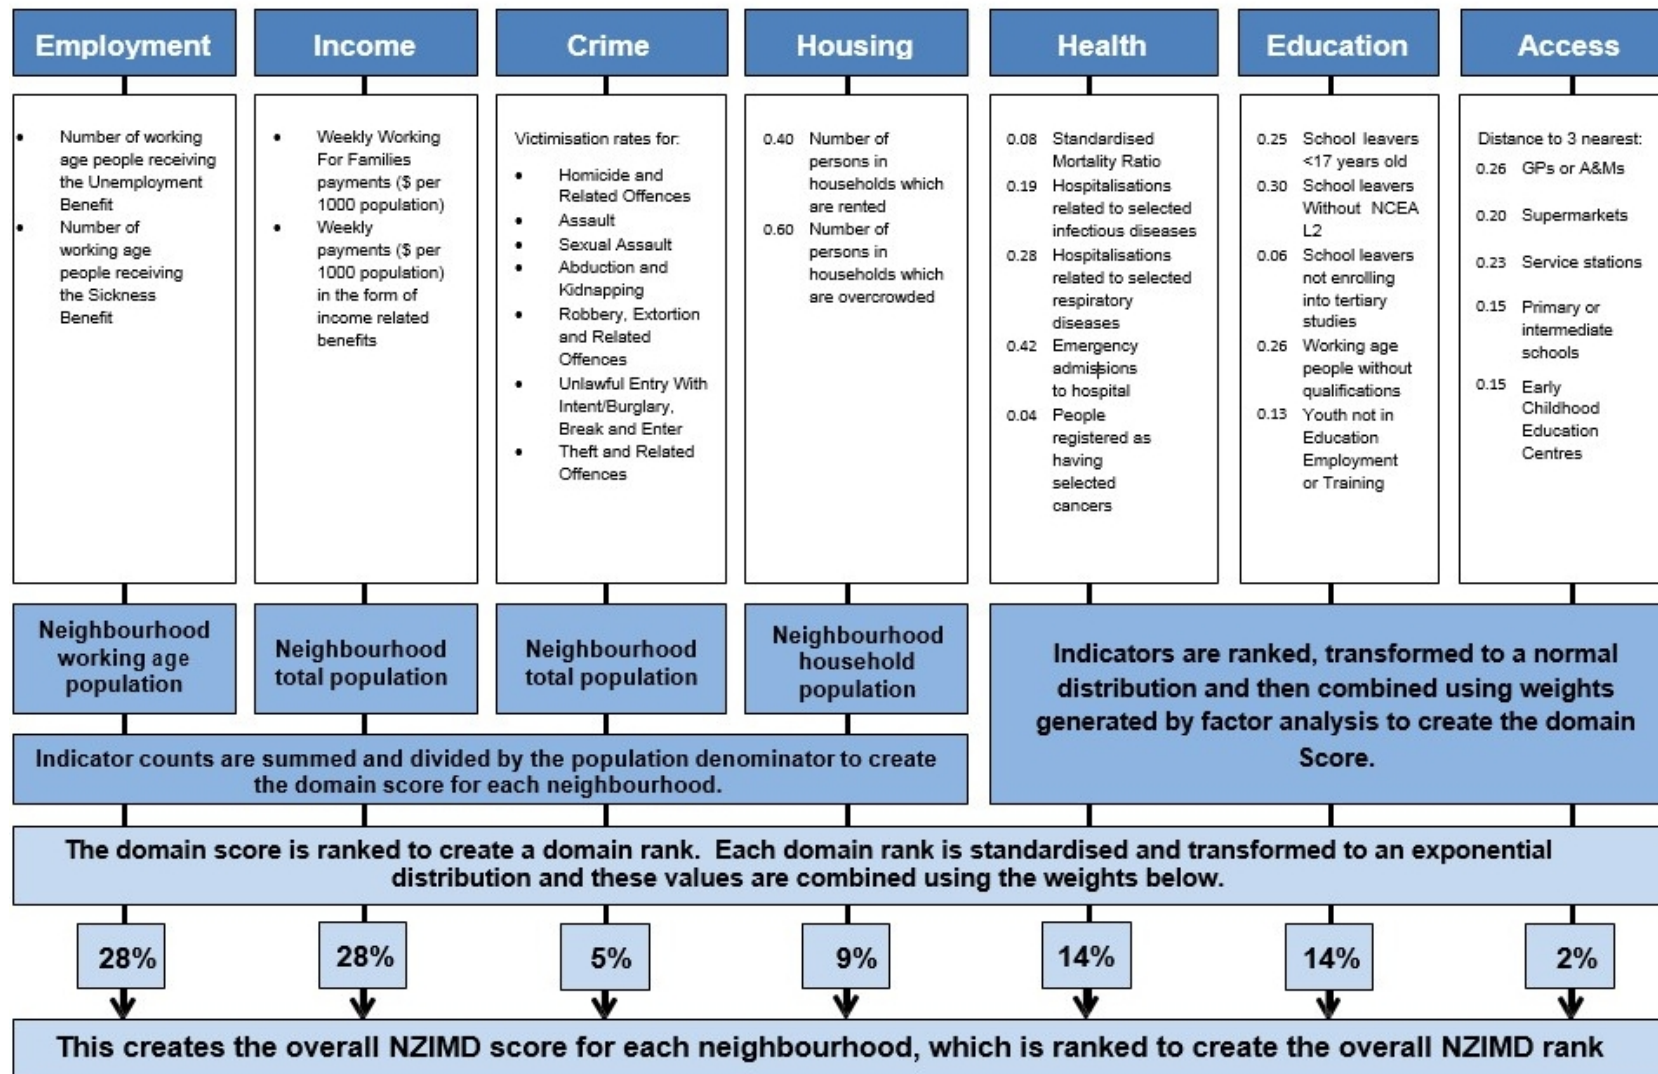 Employment
Number of working
age people receiving
the Unemployment
Benefit
Number of
working age
people receiving
the Sickness
Benefit
Neighbourhood
working age
population
Income
Weekly Working
For Families
payments ($ per
1000 population)
Weekly
payments ($ per
1000 population)
in the form of
income related
benefits
Neighbourhood
total population
Crime
Victimisation rates for:
Homicide and
Related Offences
Assault
Sexual Assault
Abduction and
Kidnapping
Robbery, Extortion
and Related
Offences
Unlawful Entry With
Intent/Burglary,
Break and Enter
Theft and Related
Offences
Neighbourhood
total population
Housing
0.40 Number of
persons in
households which
are rented
0.60 Number of
persons in
households which
are overcrowded
Neighbourhood
household
population
Indicator counts are summed and divided by the population denominator to create
the domain score for each neighbourhood.
Health
0.08 Standardised
Mortality Ratio
0.19 Hospitalisations
related to selected
infectious diseases
0.28 Hospitalisations
related to selected
respiratory
diseases
0.42 Emergency
admissions
to hospital
0.04 People
registered as
having
selected
cancers
Education
0.25 School leavers
<17 years old
0.30 School leavers
Without NCEA
L2
0.06 School leavers
not enrolling
into tertiary
studies
0.26 Working age
people without
qualifications
0.13 Youth not in
Education
Employment
or Training
Access
Distance to 3 nearest:
0.26 GPs or A&Ms
0.20 Supermarkets
0.23 Service stations
0.15 Primary or
intermediate
schools
0.15 Early
Childhood
Education
Centres
Indicators are ranked, transformed to a normal
distribution and then combined using weights
generated by factor analysis to create the domain
Score.
The domain score is ranked to create a domain rank. Each domain rank is standardised and transformed to an exponential
distribution and these values are combined using the weights below.
28% 28% 5% 9% 14% 14% 2%
This creates the overall NZIMD score for each neighbourhood, which is ranked to create the overall NZIMD rank